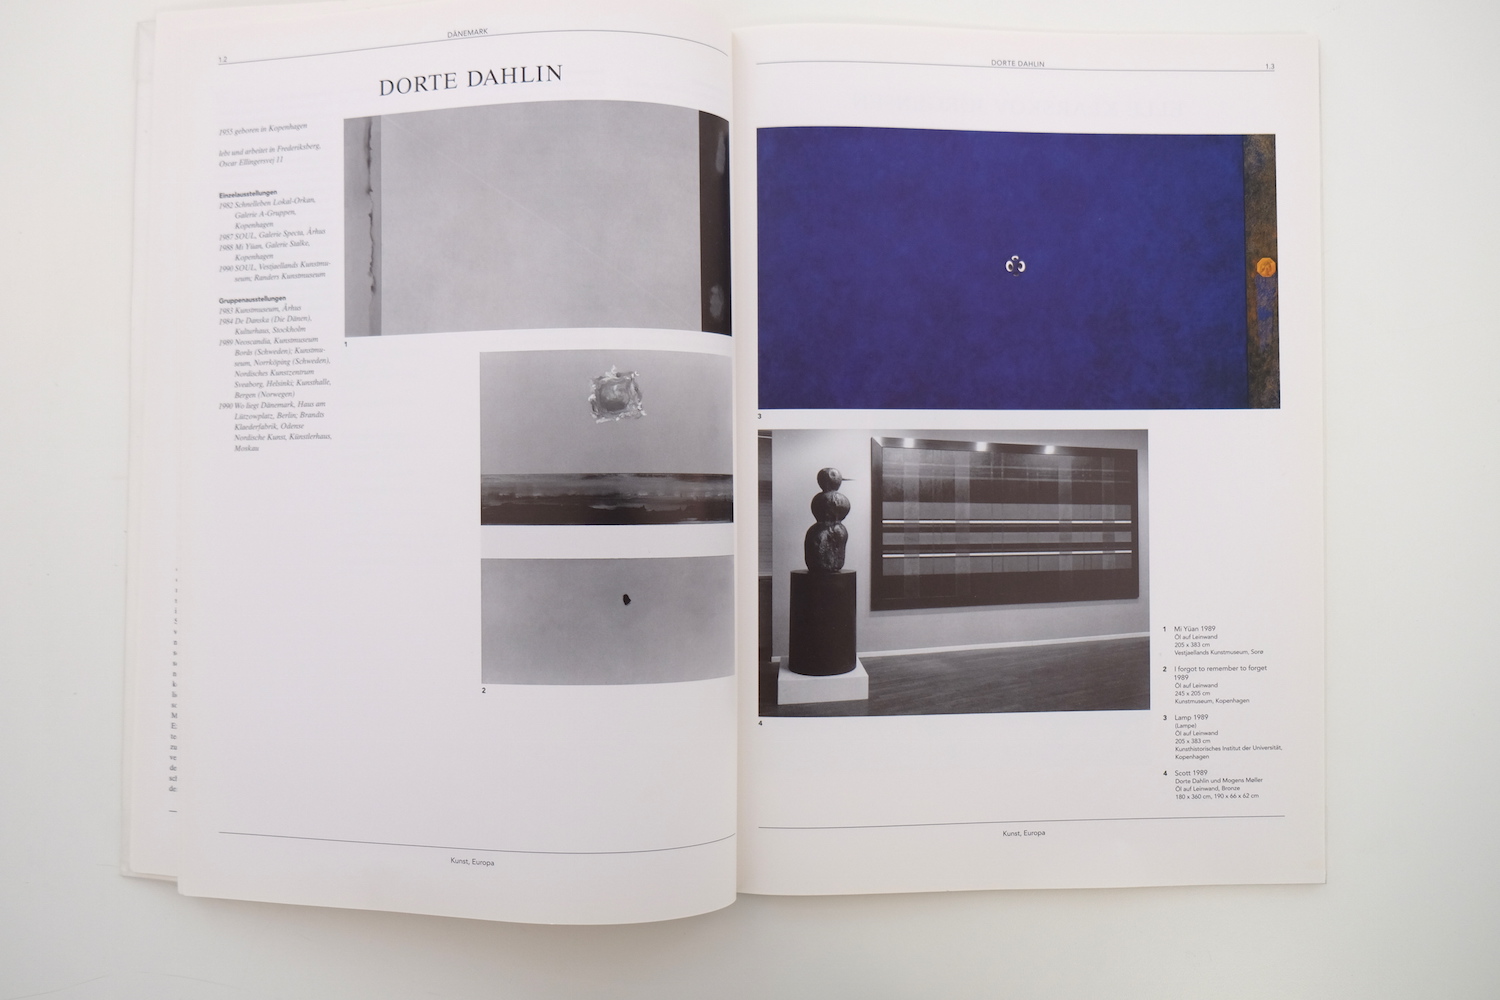 DÄNEMARK
1.2
DORTE DAHLIN
1955 geboren in Kopenhagen
lebt und arbeitet in Frederiksberg,
Oscar Ellingersvej 11
Einzelausstellungen
1982 Schnelleben Lokal-Orkan,
Galerie A-Gruppen,
Kopenhagen
1987 SOUL, Galerie Specta, Århus
1988 Mi Yüan, Galerie Stalke,
Kopenhagen
1990 SOUL, Vestjaellands Kunstmu-
seum; Randers Kunstmuseum
Gruppenausstellungen
1983 Kunstmuseum, Århus
1984 De Danske (Die Dänen),
Kulturhaus, Stockholm
1989 Neoscandia, Kunstmuseum
Borås (Schweden); Kunstmu-
seum, Norrköping (Schweden),
Nordisches Kunstzentrum
Sveaborg, Helsinki; Kunsthalle,
Bergen (Norwegen)
1990 Wo liegt Dänemark, Haus am
Lützowplatz, Berlin; Brandts
Klaederfabrik, Odense
Nordische Kunst, Künstlerhaus,
Moskau
1
2
Kunst, Europa
DORTE DAHLIN
1.3
3
4
1 Mi Yüan 1989
Öl auf Leinwand
205 x 383 cm
Vestjaellands Kunstmuseum, Sorø
2 I forgot to remember to forget
1989
Öl auf Leinwand
245 x 205 cm
Kunstmuseum, Kopenhagen
3 Lamp 1989
(Lampe)
Öl auf Leinwand
205 x 383 cm
Kunsthistorisches Institut der Universität,
Kopenhagen
4 Scott 1989
Dorte Dahlin und Mogens Møller
Öl auf Leinwand, Bronze
180 x 360 cm, 190 x 66 x 62 cm
Kunst, Europa